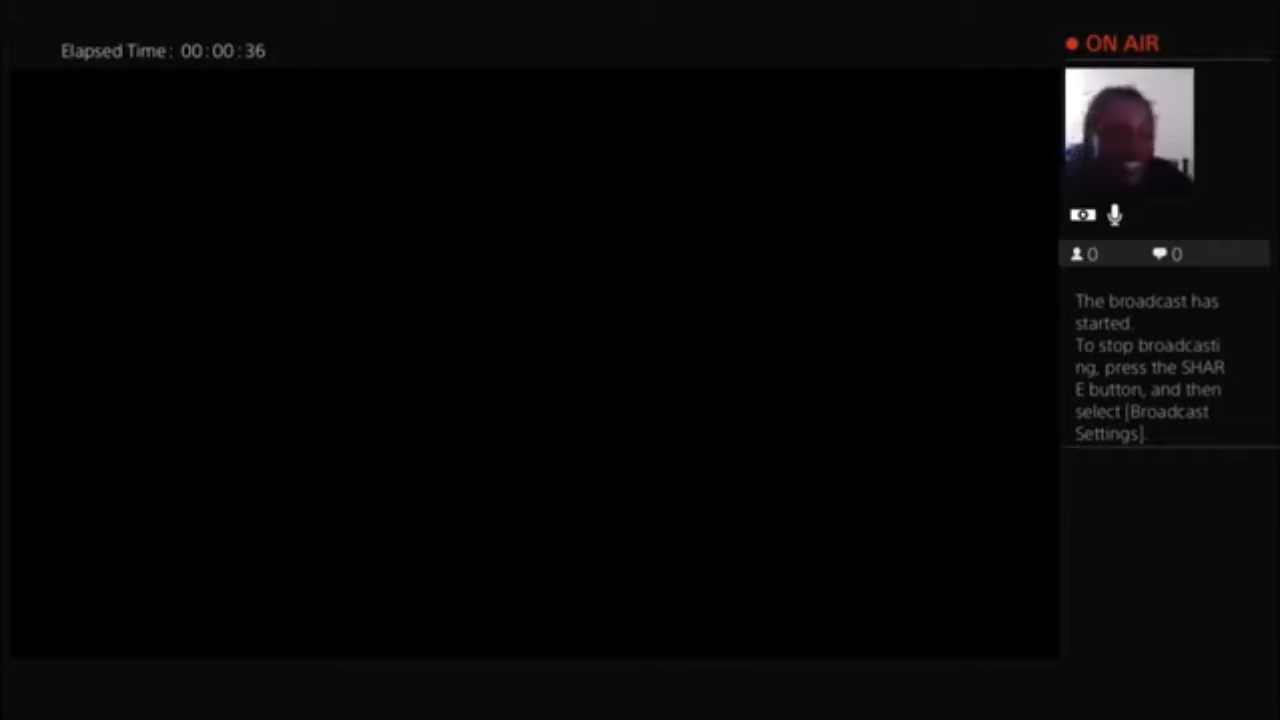 Elapsed Time: 00:00:36
ON AIR
0 0
The broadcast has
started.
To stop broadcasti
ng, press the SHAR
E button, and then
select [Broadcast
Settings].